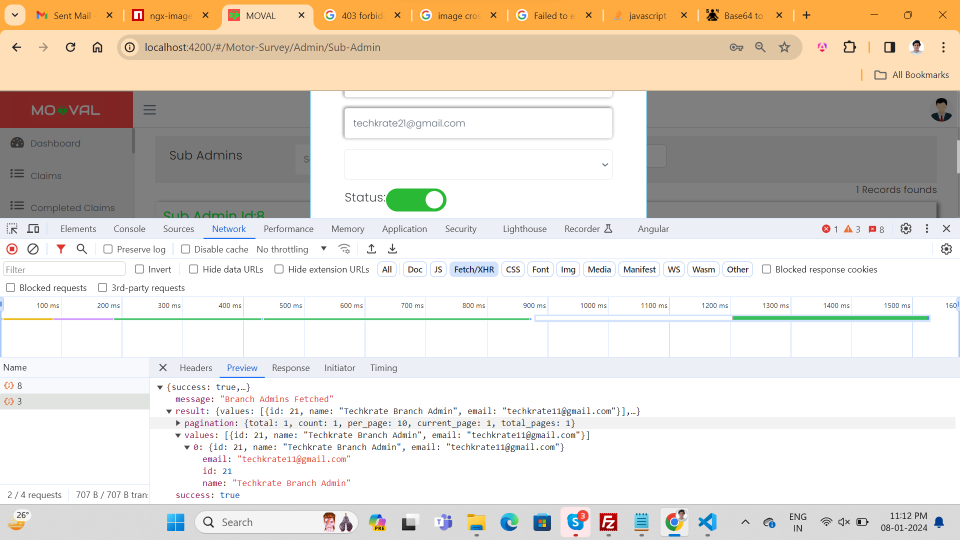 Sent Mail
ngx-image
MOVAL
403 forbid
image cros
Failed to e
javascript
Base64 to
localhost:4200/#/Motor-Survey/Admin/Sub-Admin
All Bookmarks
MOVAL
techkrate21@gmail.com
Dashboard
Sub Admins
S
Claims
Status:
1 Records founds
Completed Claims
Sub Admin Id:8
Elements Console Sources Network Performance Memory Application Security Lighthouse Recorder Angular 1 3 8
Preserve log Disable cache No throttling
Filter Invert Hide data URLs Hide extension URLs All Doc JS Fetch/XHR CSS Font Img Media Manifest WS Wasm Other Blocked response cookies
Blocked requests 3rd-party requests
100 ms 200 ms 300 ms 400 ms 500 ms 600 ms 700 ms 800 ms 900 ms 1000 ms 1100 ms 1200 ms 1300 ms 1400 ms 1500 ms 160
Name Headers Preview Response Initiator Timing
8
3
{success: true,…}
message: "Branch Admins Fetched"
result: {values: [{id: 21, name: "Techkrate Branch Admin", email: "techkrate11@gmail.com"}],…}
pagination: {total: 1, count: 1, per_page: 10, current_page: 1, total_pages: 1}
values: [{id: 21, name: "Techkrate Branch Admin", email: "techkrate11@gmail.com"}]
0: {id: 21, name: "Techkrate Branch Admin", email: "techkrate11@gmail.com"}
email: "techkrate11@gmail.com"
id: 21
name: "Techkrate Branch Admin"
success: true
2 / 4 requests 707 B / 707 B tran
26°
Search
PRE
3
ENG
IN
11:12 PM
08-01-2024